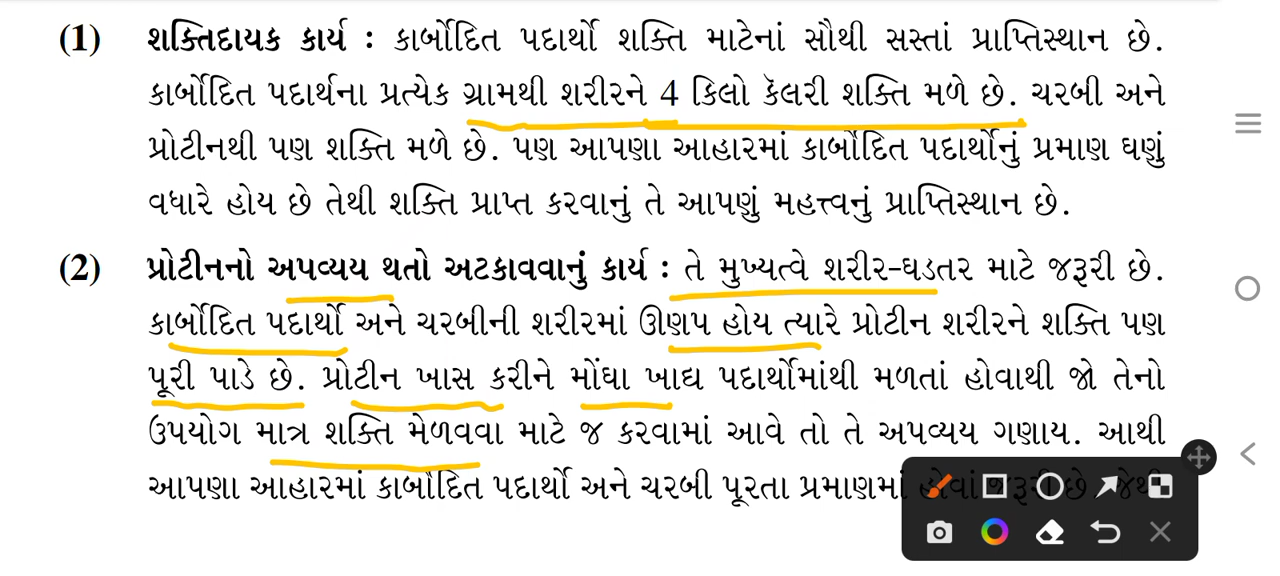 (1) શક્તિદાયક કાર્ય : કાર્બોદિત પદાર્થો શક્તિ માટેનાં સૌથી સસ્તાં પ્રાપ્તિસ્થાન છે.
કાર્બોદિત પદાર્થના પ્રત્યેક ગ્રામથી શરીરને 4 કિલો કૅલરી શક્તિ મળે છે. ચરબી અને
પ્રોટીનથી પણ શક્તિ મળે છે. પણ આપણા આહારમાં કાર્બોદિત પદાર્થોનું પ્રમાણ ઘણું
વધારે હોય છે તેથી શક્તિ પ્રાપ્ત કરવાનું તે આપણું મહત્ત્વનું પ્રાપ્તિસ્થાન છે.
(2) પ્રોટીનનો અપવ્યય થતો અટકાવવાનું કાર્ય : તે મુખ્યત્વે શરીર-ઘડતર માટે જરૂરી છે.
કાર્બોદિત પદાર્થો અને ચરબીની શરીરમાં ઊણપ હોય ત્યારે પ્રોટીન શરીરને શક્તિ પણ
પૂરી પાડે છે. પ્રોટીન ખાસ કરીને મોંઘા ખાદ્ય પદાર્થોમાંથી મળતાં હોવાથી જો તેનો
ઉપયોગ માત્ર શક્તિ મેળવવા માટે જ કરવામાં આવે તો તે અપવ્યય ગણાય. આથી
આપણા આહારમાં કાર્બોદિત પદાર્થો અને ચરબી પૂરતા પ્રમાણમાં